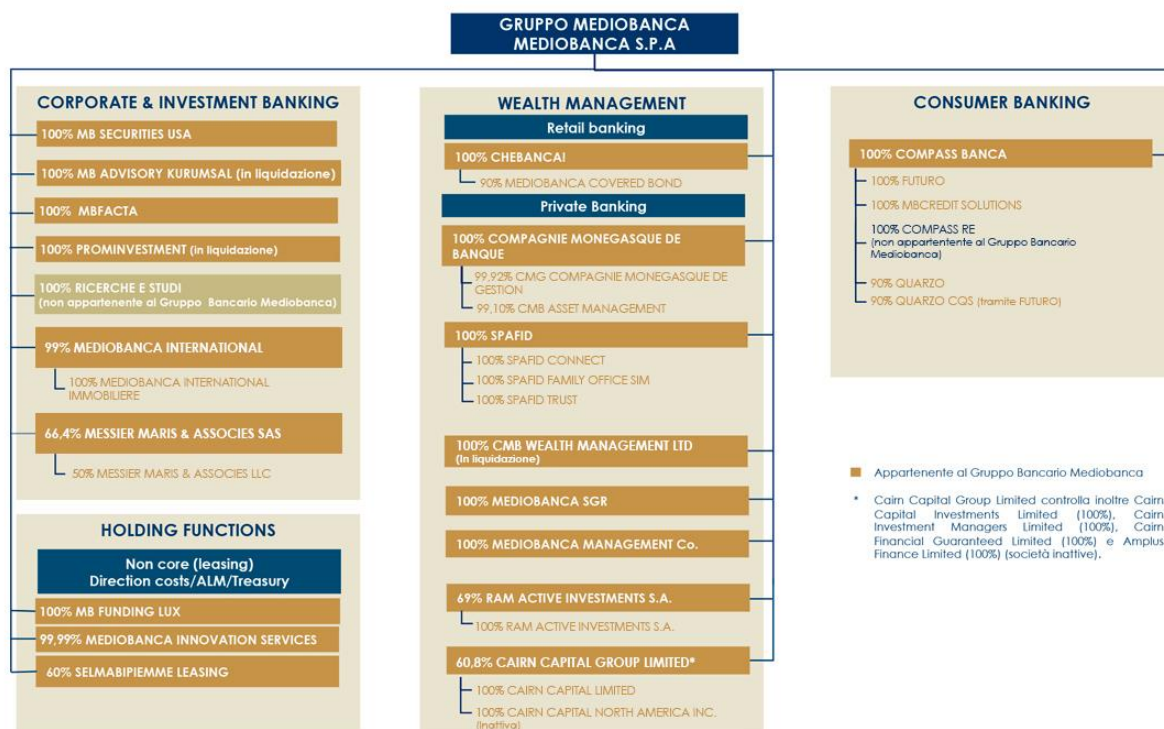 GRUPPO MEDIOBANCA
MEDIOBANCA S.P.A
CORPORATE & INVESTMENT BANKING
100% MB SECURITIES USA
100% MB ADVISORY KURUMSAL (in liquidazione)
100% MBFACTA
100% PROMINVESTMENT (in liquidazione)
100% RICERCHE E STUDI
(non appartenente al Gruppo Bancario Mediobanca)
99% MEDIOBANCA INTERNATIONAL
100% MEDIOBANCA INTERNATIONAL
IMMOBILIERE
66,4% MESSIER MARIS & ASSOCIES SAS
50% MESSIER MARIS & ASSOCIES LLC
HOLDING FUNCTIONS
Non core (leasing)
Direction costs/ALM/Treasury
100% MB FUNDING LUX
99,99% MEDIOBANCA INNOVATION SERVICES
60% SELMABIPIEMME LEASING
WEALTH MANAGEMENT
Retail banking
100% CHEBANCA!
90% MEDIOBANCA COVERED BOND
Private Banking
100% COMPAGNIE MONEGASQUE DE
BANQUE
99,92% CMG COMPAGNIE MONEGASQUE DE
GESTION
99,10% CMB ASSET MANAGEMENT
100% SPAFID
100% SPAFID CONNECT
100% SPAFID FAMILY OFFICE SIM
100% SPAFID TRUST
100% CMB WEALTH MANAGEMENT LTD
(In liquidazione)
100% MEDIOBANCA SGR
100% MEDIOBANCA MANAGEMENT Co.
69% RAM ACTIVE INVESTMENTS S.A.
100% RAM ACTIVE INVESTMENTS S.A.
60,8% CAIRN CAPITAL GROUP LIMITED*
100% CAIRN CAPITAL LIMITED
100% CAIRN CAPITAL NORTH AMERICA INC.
(Inattiva)
CONSUMER BANKING
100% COMPASS BANCA
100% FUTURO
100% MBCREDIT SOLUTIONS
100% COMPASS RE
(non appartentente al Gruppo Bancario
Mediobanca)
90% QUARZO
90% QUARZO CQS (tramite FUTURO)
Appartenente al Gruppo Bancario Mediobanca
* Cairn Capital Group Limited controlla inoltre Cairn
Capital Investments Limited (100%), Cairn
Investment Managers Limited (100%), Cairn
Financial Guaranteed Limited (100%) e Amplus
Finance Limited (100%) (società inattive).